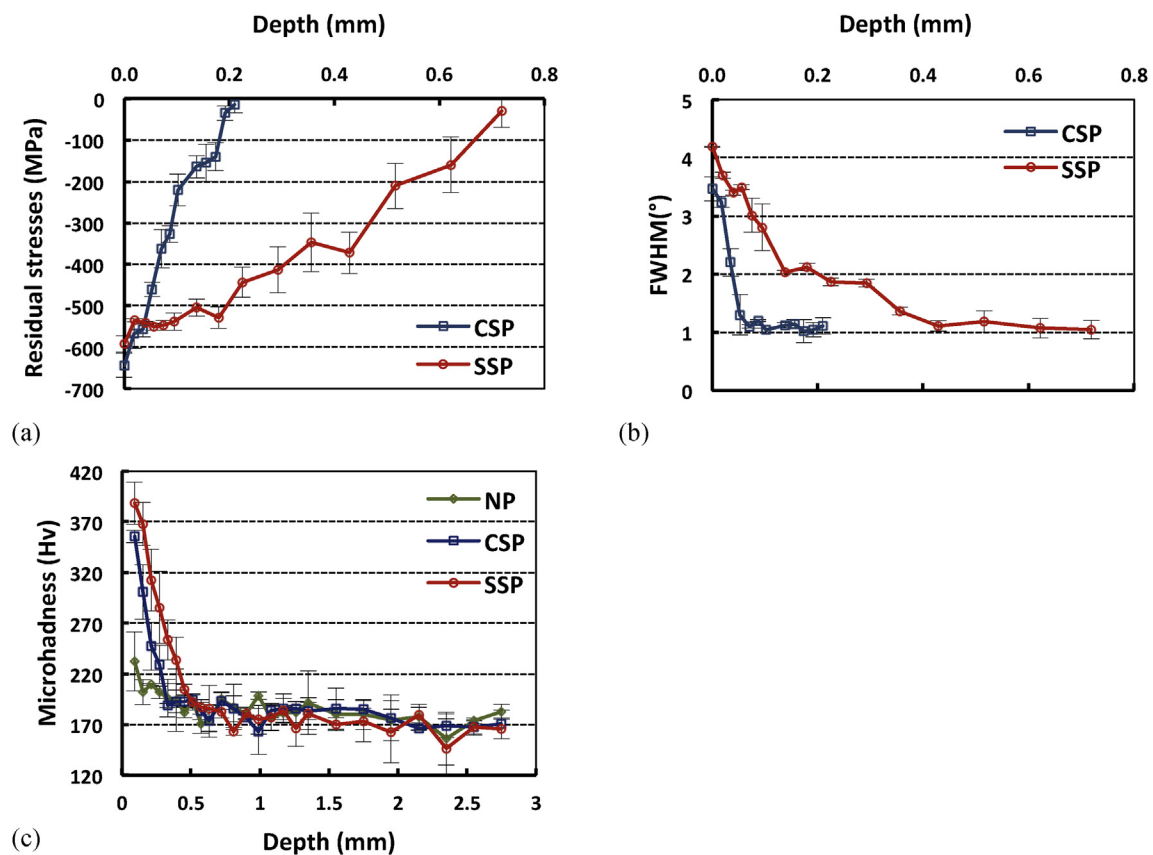 Depth (mm)
0.0 0.2 0.4 0.6 0.8
0
-100
-200
-300
-400
-500
-600
-700
Residual stresses (MPa)
CSP
SSP
(a)
Depth (mm)
0.0 0.2 0.4 0.6 0.8
5
4
3
2
1
0
FWHM(°)
CSP
SSP
(b)
420
370
320
270
220
170
120
Microhadness (Hv)
NP
CSP
SSP
0 0.5 1 1.5 2 2.5 3
Depth (mm)
(c)